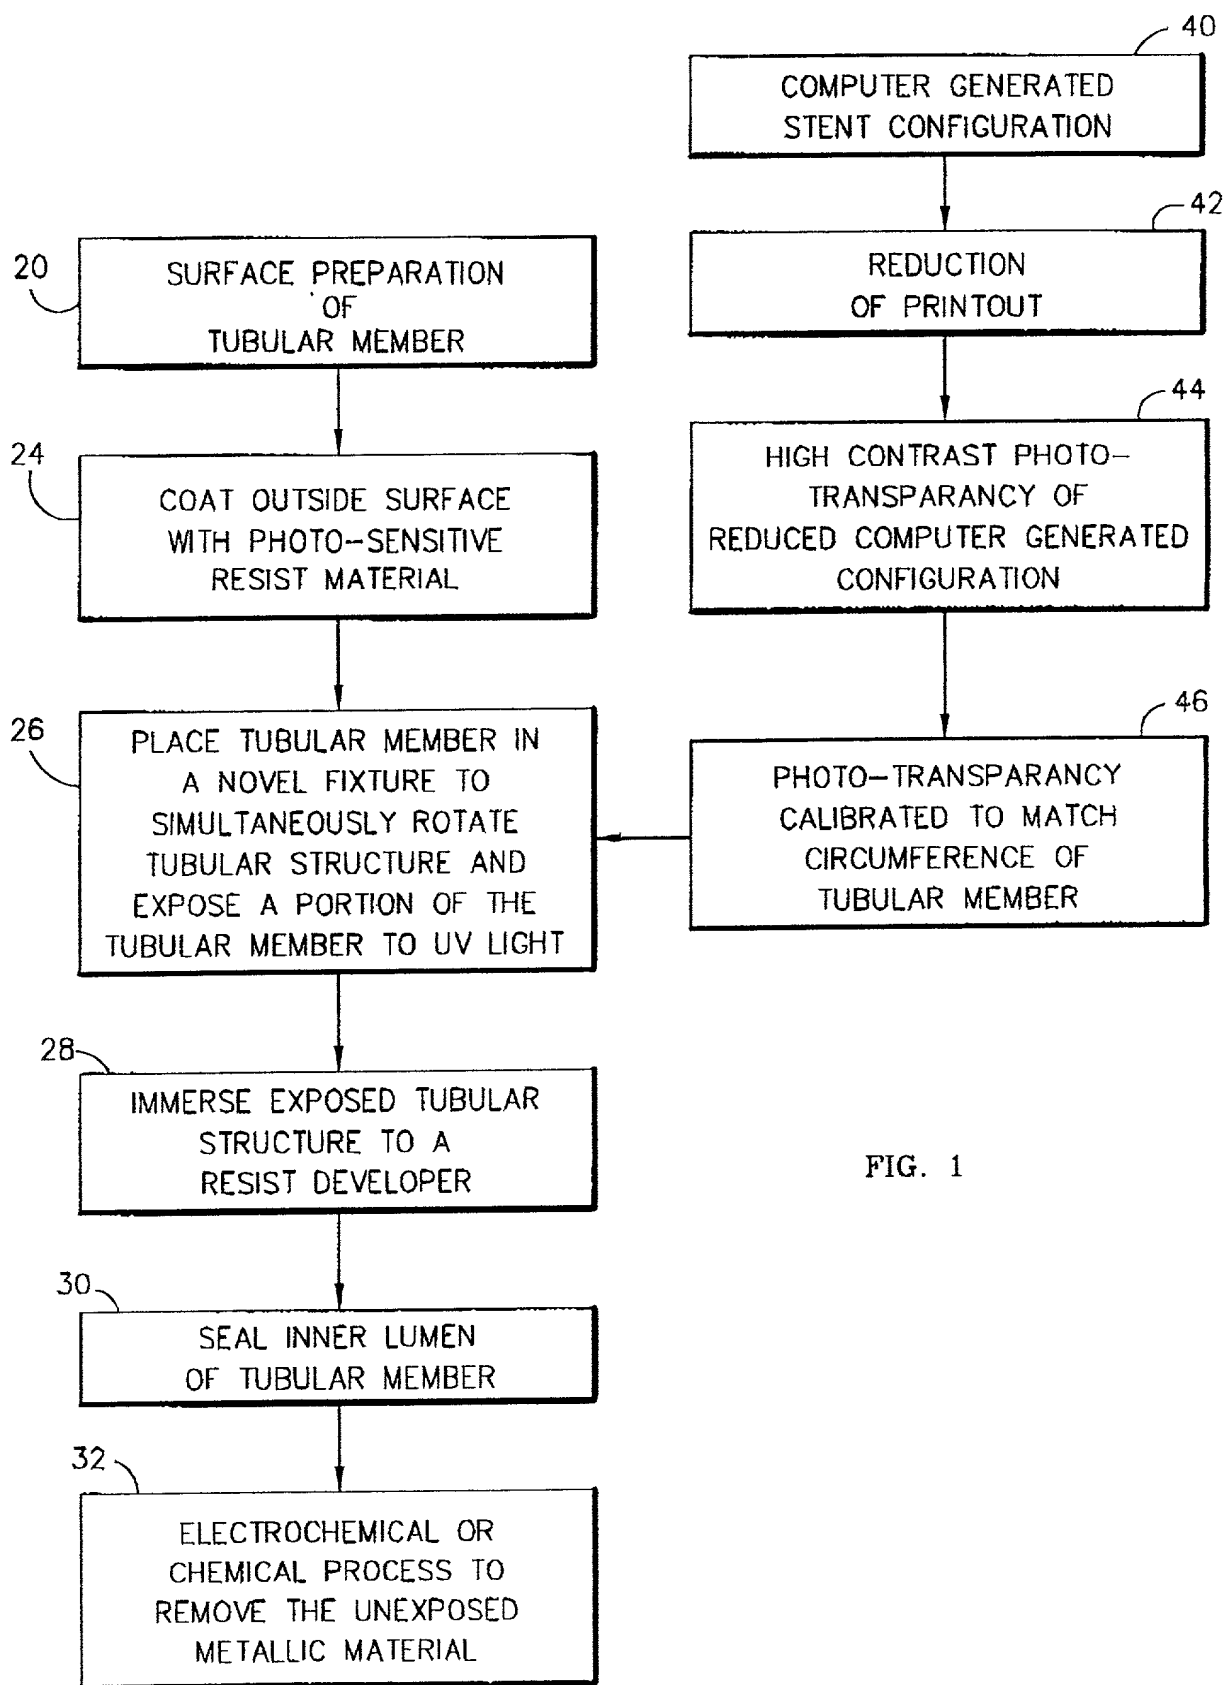 40
COMPUTER GENERATED
STENT CONFIGURATION
42
REDUCTION
OF PRINTOUT
44
HIGH CONTRAST PHOTO-
TRANSPARANCY OF
REDUCED COMPUTER GENERATED
CONFIGURATION
46
PHOTO-TRANSPARANCY
CALIBRATED TO MATCH
CIRCUMFERENCE OF
TUBULAR MEMBER
20
SURFACE PREPARATION
OF
TUBULAR MEMBER
24
COAT OUTSIDE SURFACE
WITH PHOTO-SENSITIVE
RESIST MATERIAL
26
PLACE TUBULAR MEMBER IN
A NOVEL FIXTURE TO
SIMULTANEOUSLY ROTATE
TUBULAR STRUCTURE AND
EXPOSE A PORTION OF THE
TUBULAR MEMBER TO UV LIGHT
28
IMMERSE EXPOSED TUBULAR
STRUCTURE TO A
RESIST DEVELOPER
30
SEAL INNER LUMEN
OF TUBULAR MEMBER
32
ELECTROCHEMICAL OR
CHEMICAL PROCESS TO
REMOVE THE UNEXPOSED
METALLIC MATERIAL
FIG. 1